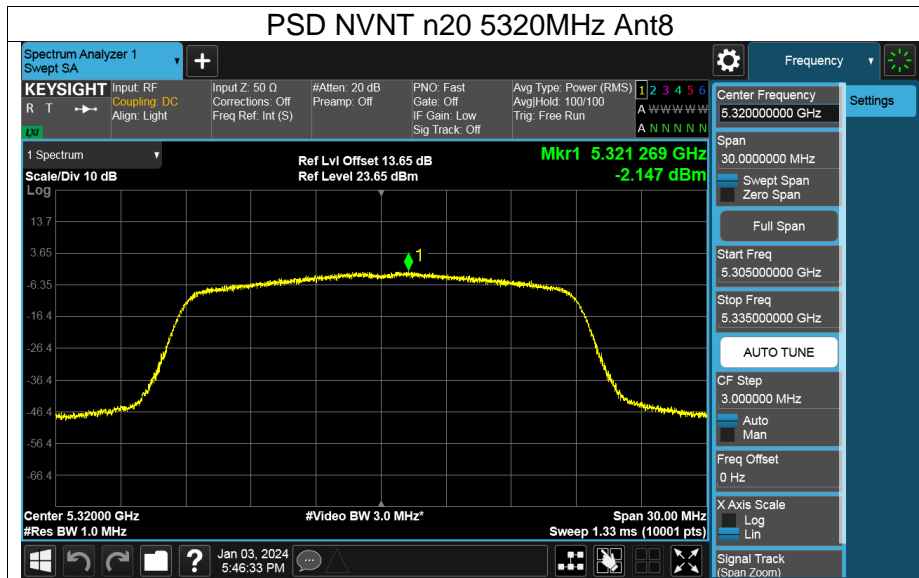 PSD NVNT n20 5320MHz Ant8
Spectrum Analyzer 1
Swept SA
+
Frequency
KEYSIGHT
R T
LXI
Input: RF
Coupling: DC
Align: Light
Input Z: 50 Ω
Corrections: Off
Freq Ref: Int (S)
#Atten: 20 dB
Preamp: Off
PNO: Fast
Gate: Off
IF Gain: Low
Sig Track: Off
Avg Type: Power (RMS)
Avg|Hold: 100/100
Trig: Free Run
1 2 3 4 5 6
A W W W W W
A N N N N N
1 Spectrum
Scale/Div 10 dB
Log
Ref Lvl Offset 13.65 dB
Ref Level 23.65 dBm
Mkr1 5.321 269 GHz
-2.147 dBm
13.7
3.65
-6.35
-16.4
-26.4
-36.4
-46.4
-56.4
-66.4
1
Center 5.32000 GHz
#Res BW 1.0 MHz
#Video BW 3.0 MHz*
Span 30.00 MHz
Sweep 1.33 ms (10001 pts)
Center Frequency
5.320000000 GHz
Settings
Span
30.0000000 MHz
Swept Span
Zero Span
Full Span
Start Freq
5.305000000 GHz
Stop Freq
5.335000000 GHz
AUTO TUNE
CF Step
3.000000 MHz
Auto
Man
Freq Offset
0 Hz
X Axis Scale
Log
Lin
Signal Track
(Span Zoom)
?
Jan 03, 2024
5:46:33 PM